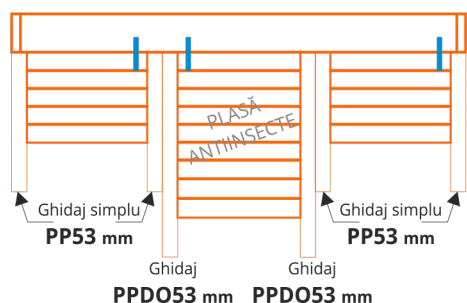 PLASĂ
ANTIINSECTE
Ghidaj simplu
PP53 mm
Ghidaj simplu
PP53 mm
Ghidaj
PPDO53 mm
Ghidaj
PPDO53 mm